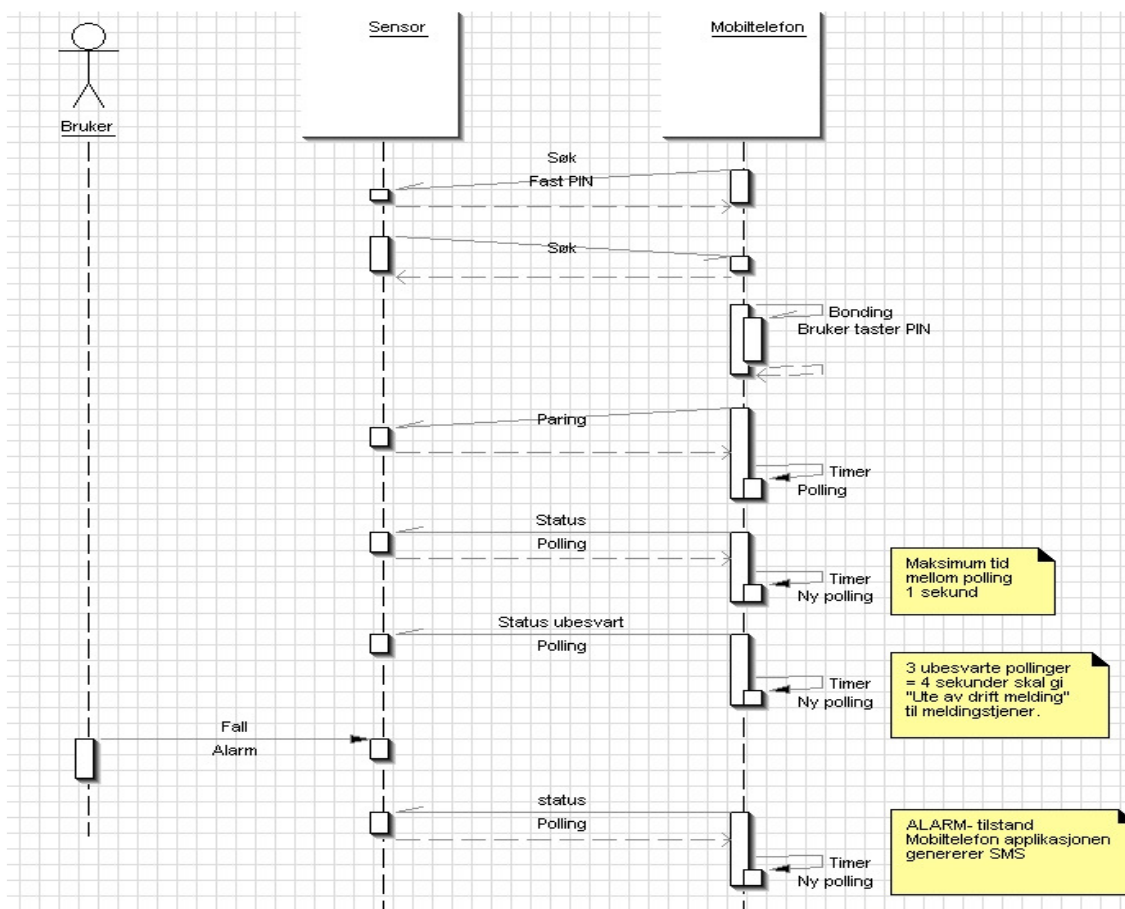 Sensor
Mobiltelefon
Bruker
Søk
Fast PIN
Søk
Bonding
Bruker taster PIN
Paring
Timer
Polling
Status
Polling
Timer
Ny polling
Maksimum tid
mellom polling
1 sekund
Status ubesvart
Polling
Timer
Ny polling
3 ubesvarte pollinger
= 4 sekunder skal gi
"Ute av drift melding"
til meldingstjener.
Fall
Alarm
status
Polling
Timer
Ny polling
ALARM- tilstand
Mobiltelefon applikasjonen
genererer SMS